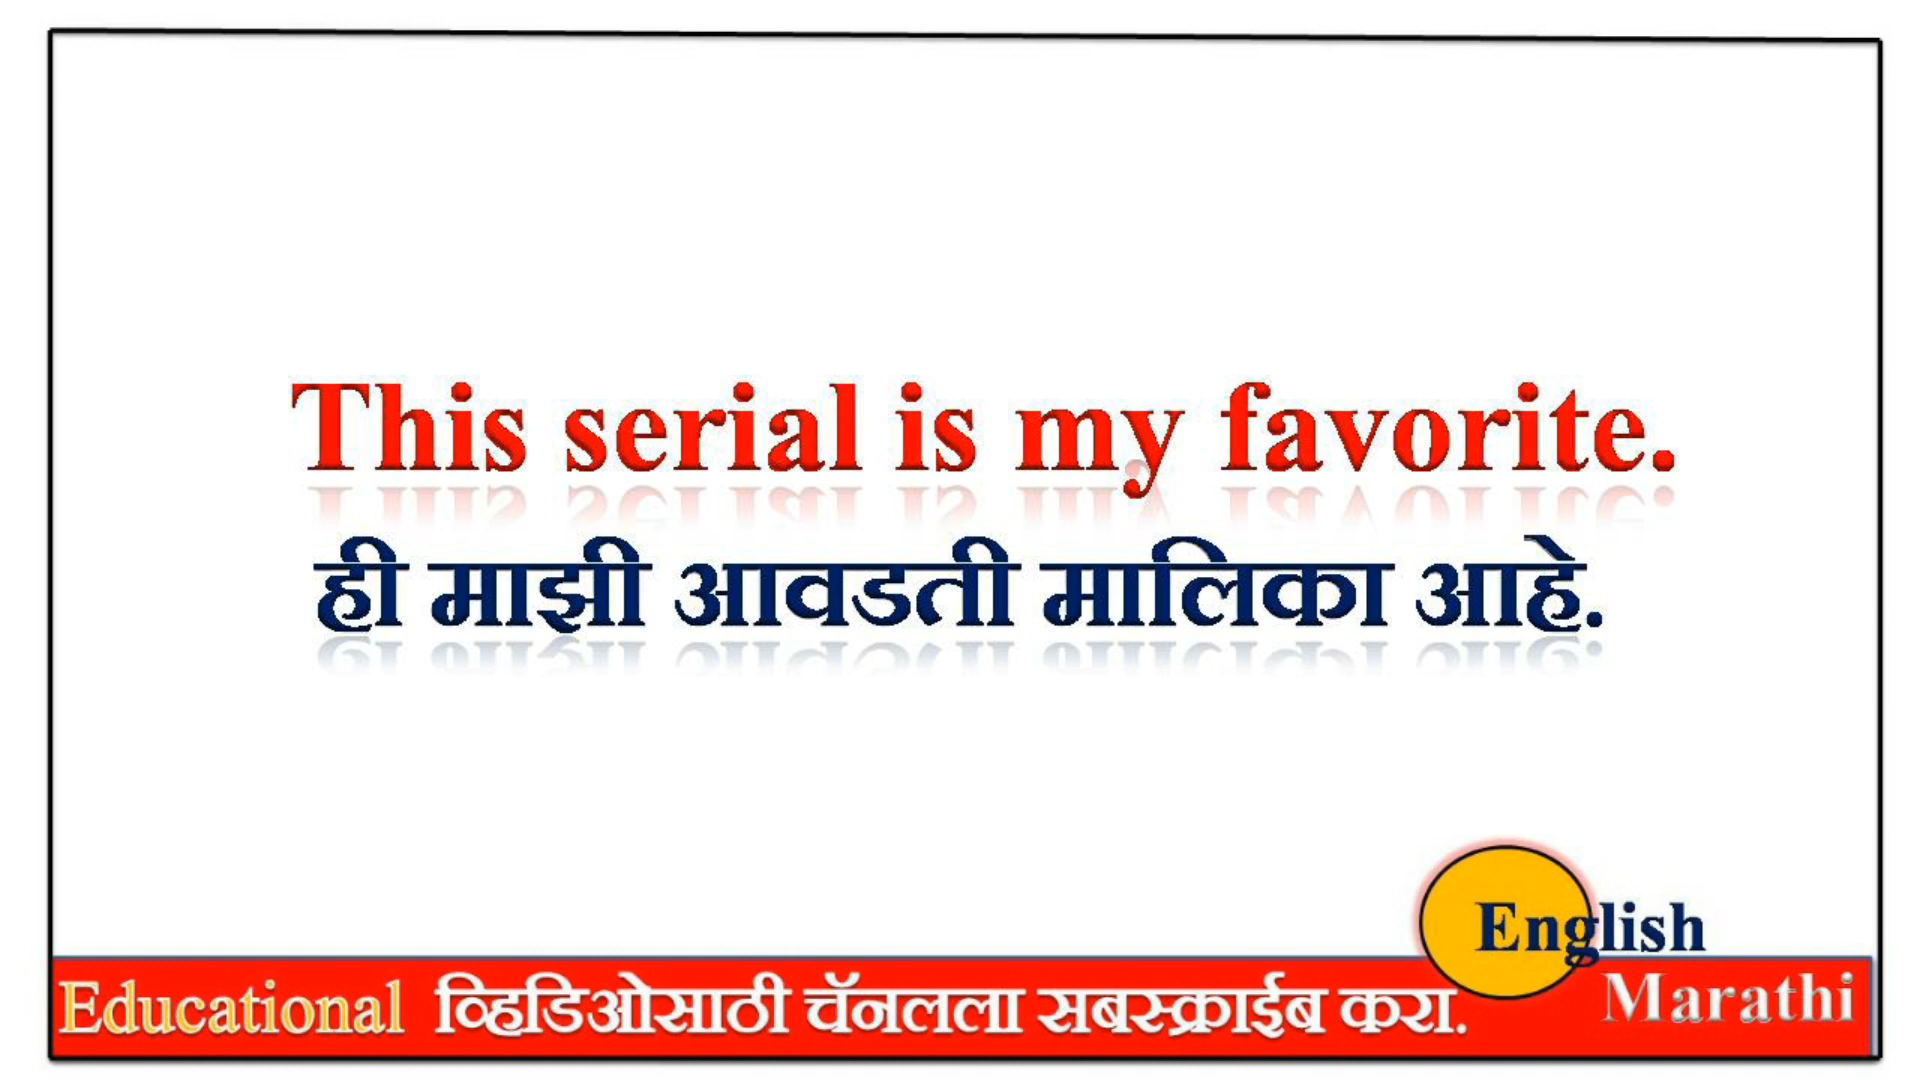 This serial is my favorite.
ही माझी आवडती मालिका आहे.
English
Educational व्हिडिओसाठी चॅनलला सबस्क्राईब करा.
Marathi